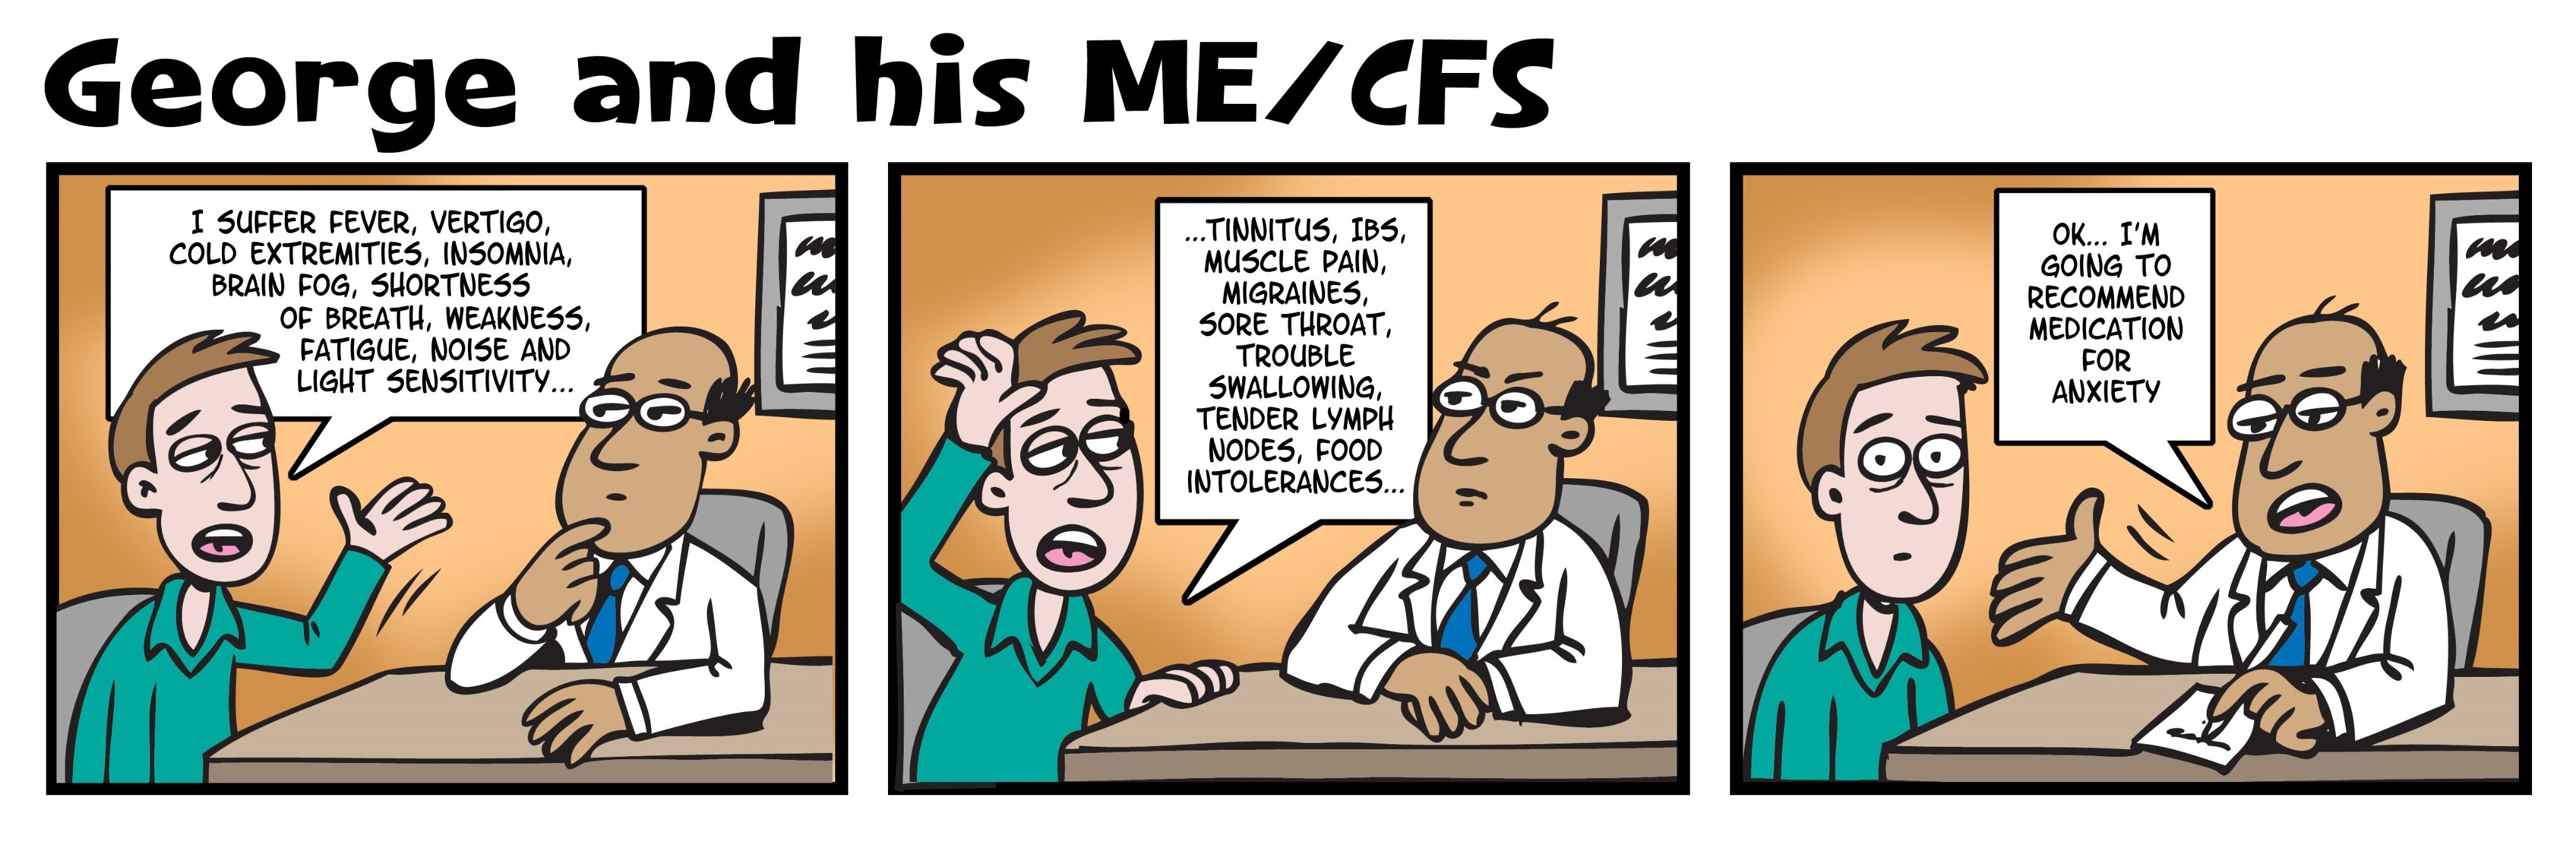 George and his ME/CFS
I SUFFER FEVER, VERTIGO,
COLD EXTREMITIES, INSOMNIA,
BRAIN FOG, SHORTNESS
OF BREATH, WEAKNESS,
FATIGUE, NOISE AND
LIGHT SENSITIVITY...
...TINNITUS, IBS,
MUSCLE PAIN,
MIGRAINES,
SORE THROAT,
TROUBLE
SWALLOWING,
TENDER LYMPH
NODES, FOOD
INTOLERANCES...
OK... I'M
GOING TO
RECOMMEND
MEDICATION
FOR
ANXIETY